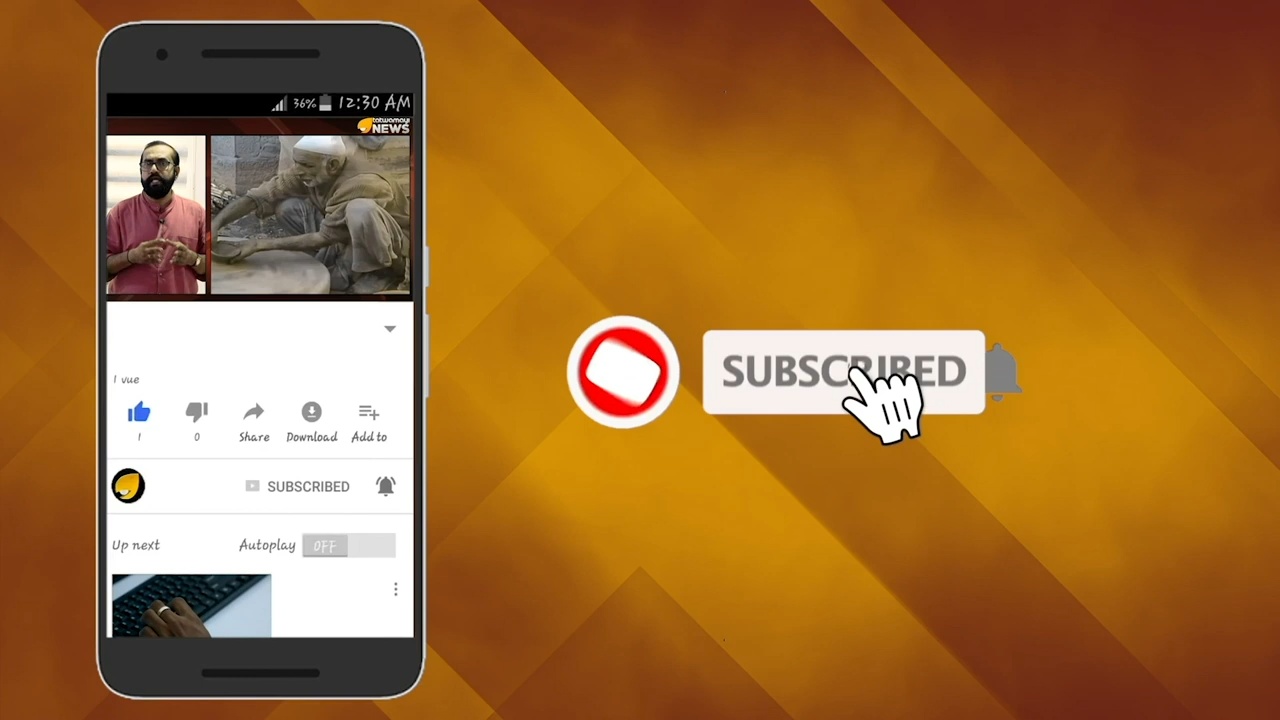 36% 12:30 AM
tatwamayi
NEWS
1 vue
1
0
Share
Download
Add to
SUBSCRIBED
Up next
Autoplay
OFF
SUBSCRIBED